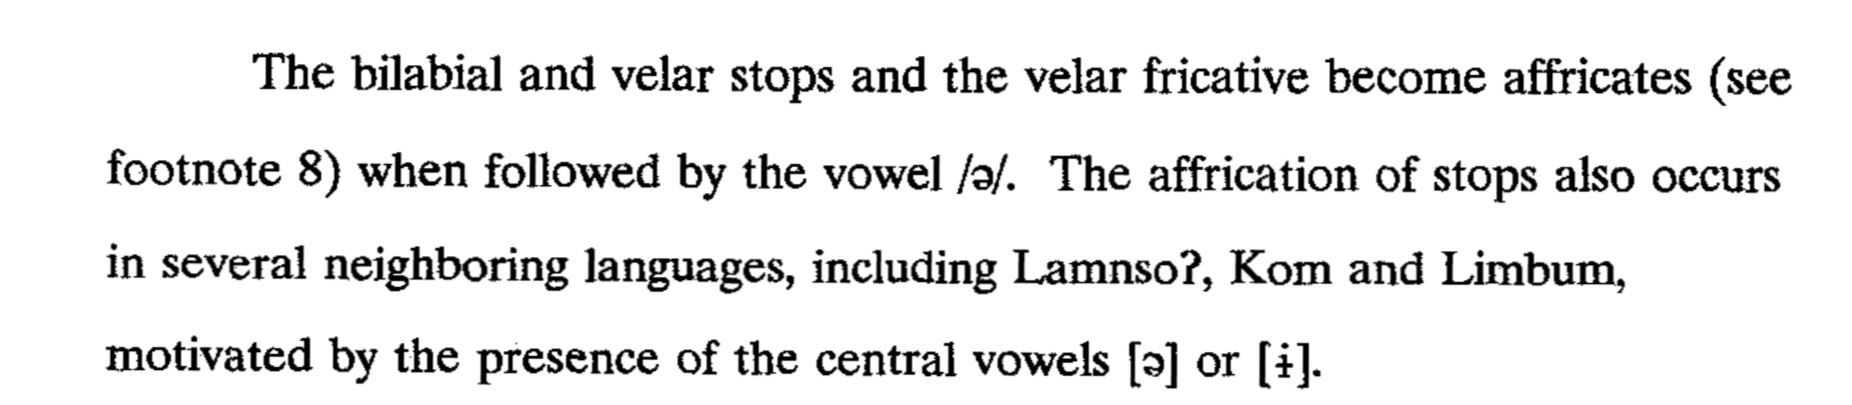 The bilabial and velar stops and the velar fricative become affricates (see
footnote 8) when followed by the vowel /ə/. The affrication of stops also occurs
in several neighboring languages, including Lamnso?, Kom and Limbum,
motivated by the presence of the central vowels [ə] or [ɨ].